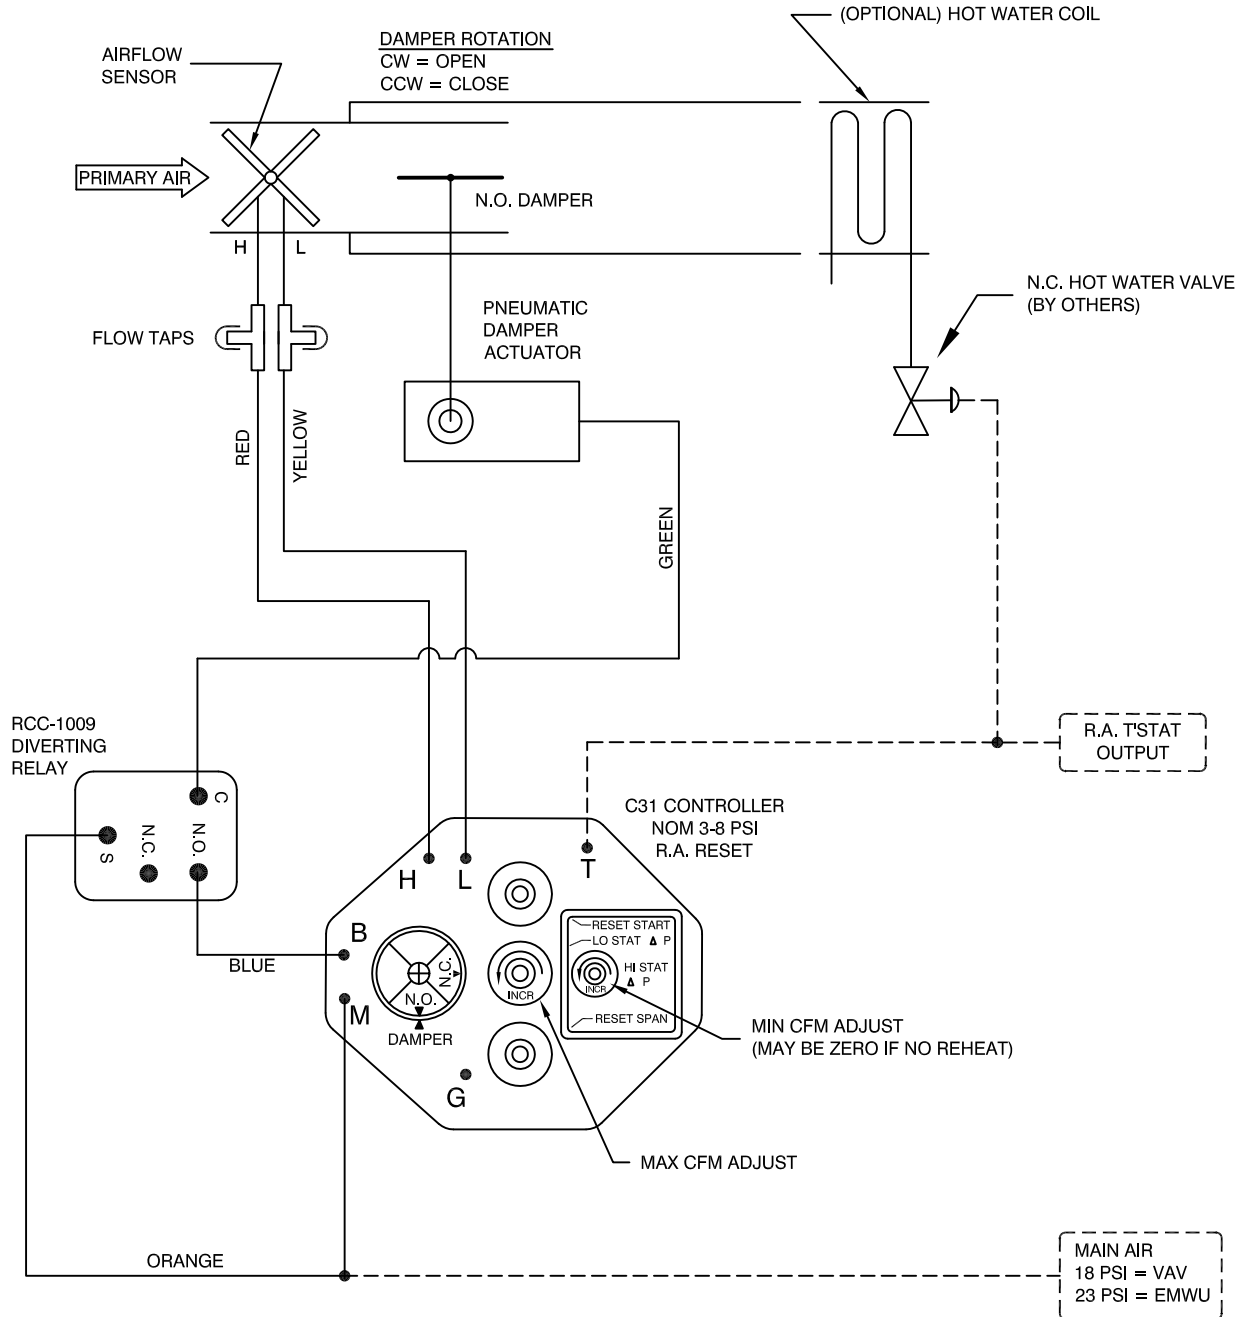 (OPTIONAL) HOT WATER COIL
AIRFLOW
SENSOR
DAMPER ROTATION
CW = OPEN
CCW = CLOSE
PRIMARY AIR
N.O. DAMPER
H
L
N.C. HOT WATER VALVE
(BY OTHERS)
FLOW TAPS
PNEUMATIC
DAMPER
ACTUATOR
RED
YELLOW
GREEN
RCC-1009
DIVERTING
RELAY
R.A. T'STAT
OUTPUT
C
S
N.C.
N.O.
C31 CONTROLLER
NOM 3-8 PSI
R.A. RESET
H
L
T
B
BLUE
M
N.C.
N.O.
DAMPER
G
INCR
RESET START
LO STAT Δ P
HI STAT
Δ P
INCR
RESET SPAN
MIN CFM ADJUST
(MAY BE ZERO IF NO REHEAT)
MAX CFM ADJUST
ORANGE
MAIN AIR
18 PSI = VAV
23 PSI = EMWU